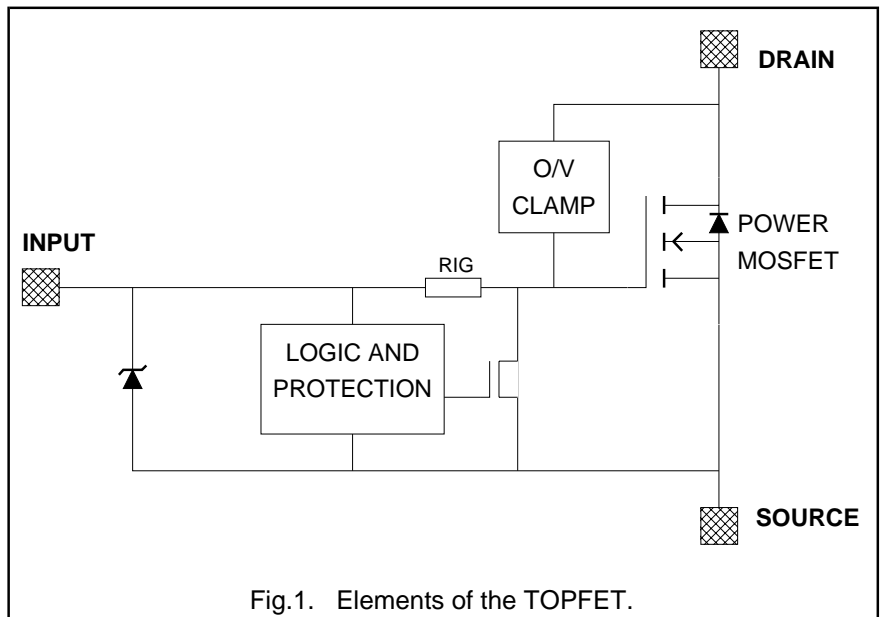 DRAIN
O/V
CLAMP
POWER
MOSFET
INPUT
RIG
LOGIC AND
PROTECTION
SOURCE
Fig.1. Elements of the TOPFET.